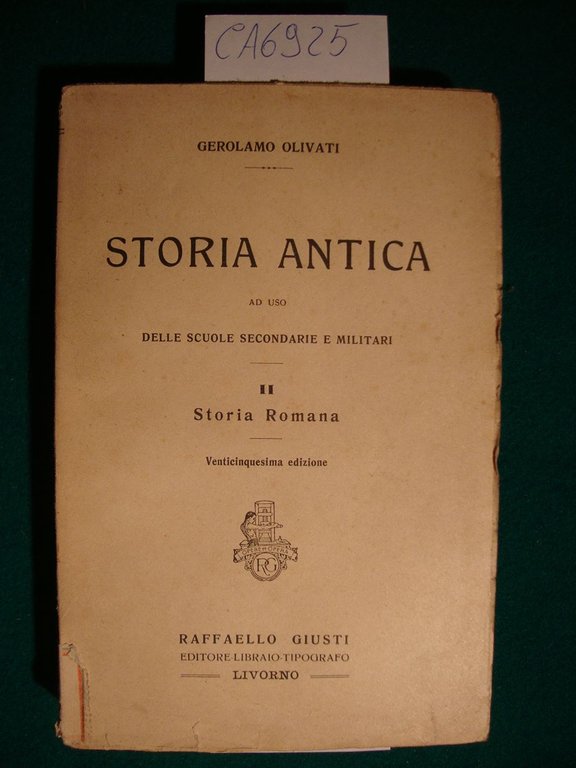 CA6925
GEROLAMO OLIVATI
STORIA ANTICA
AD USO
DELLE SCUOLE SECONDARIE E MILITARI
II
Storia Romana
Venticinquesima edizione
RG
RAFFAELLO GIUSTI
EDITORE-LIBRAIO-TIPOGRAFO
LIVORNO